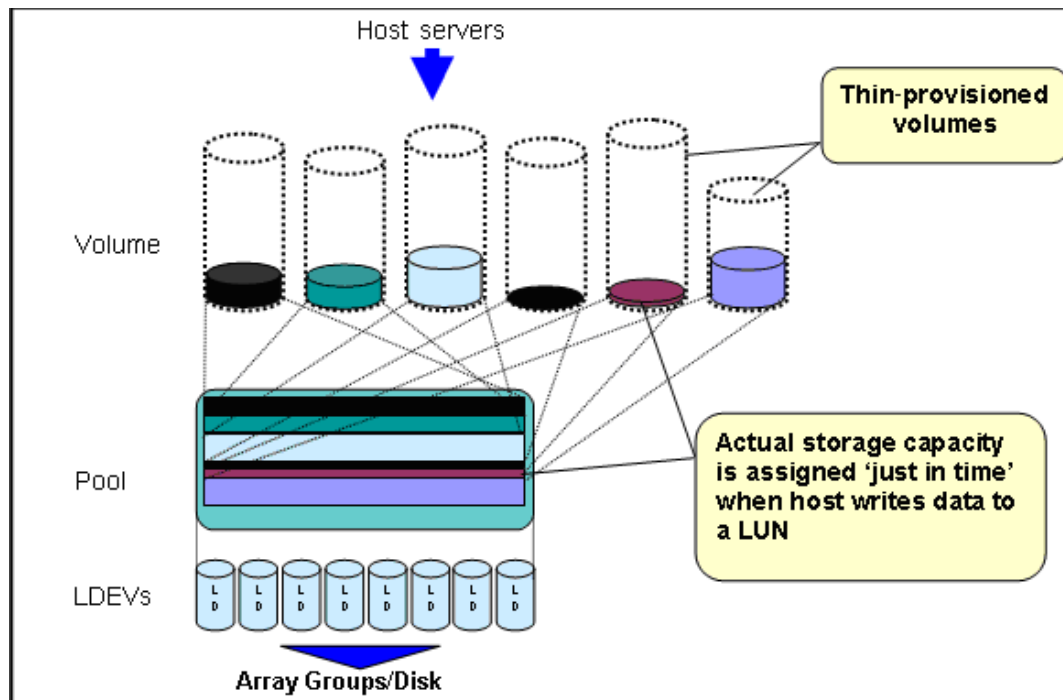 Host servers
Thin-provisioned
volumes
Volume
Actual storage capacity
is assigned ‘just in time’
when host writes data to
a LUN
Pool
LDEVs
L D
L D
L D
L D
L D
L D
L D
L D
Array Groups/Disk